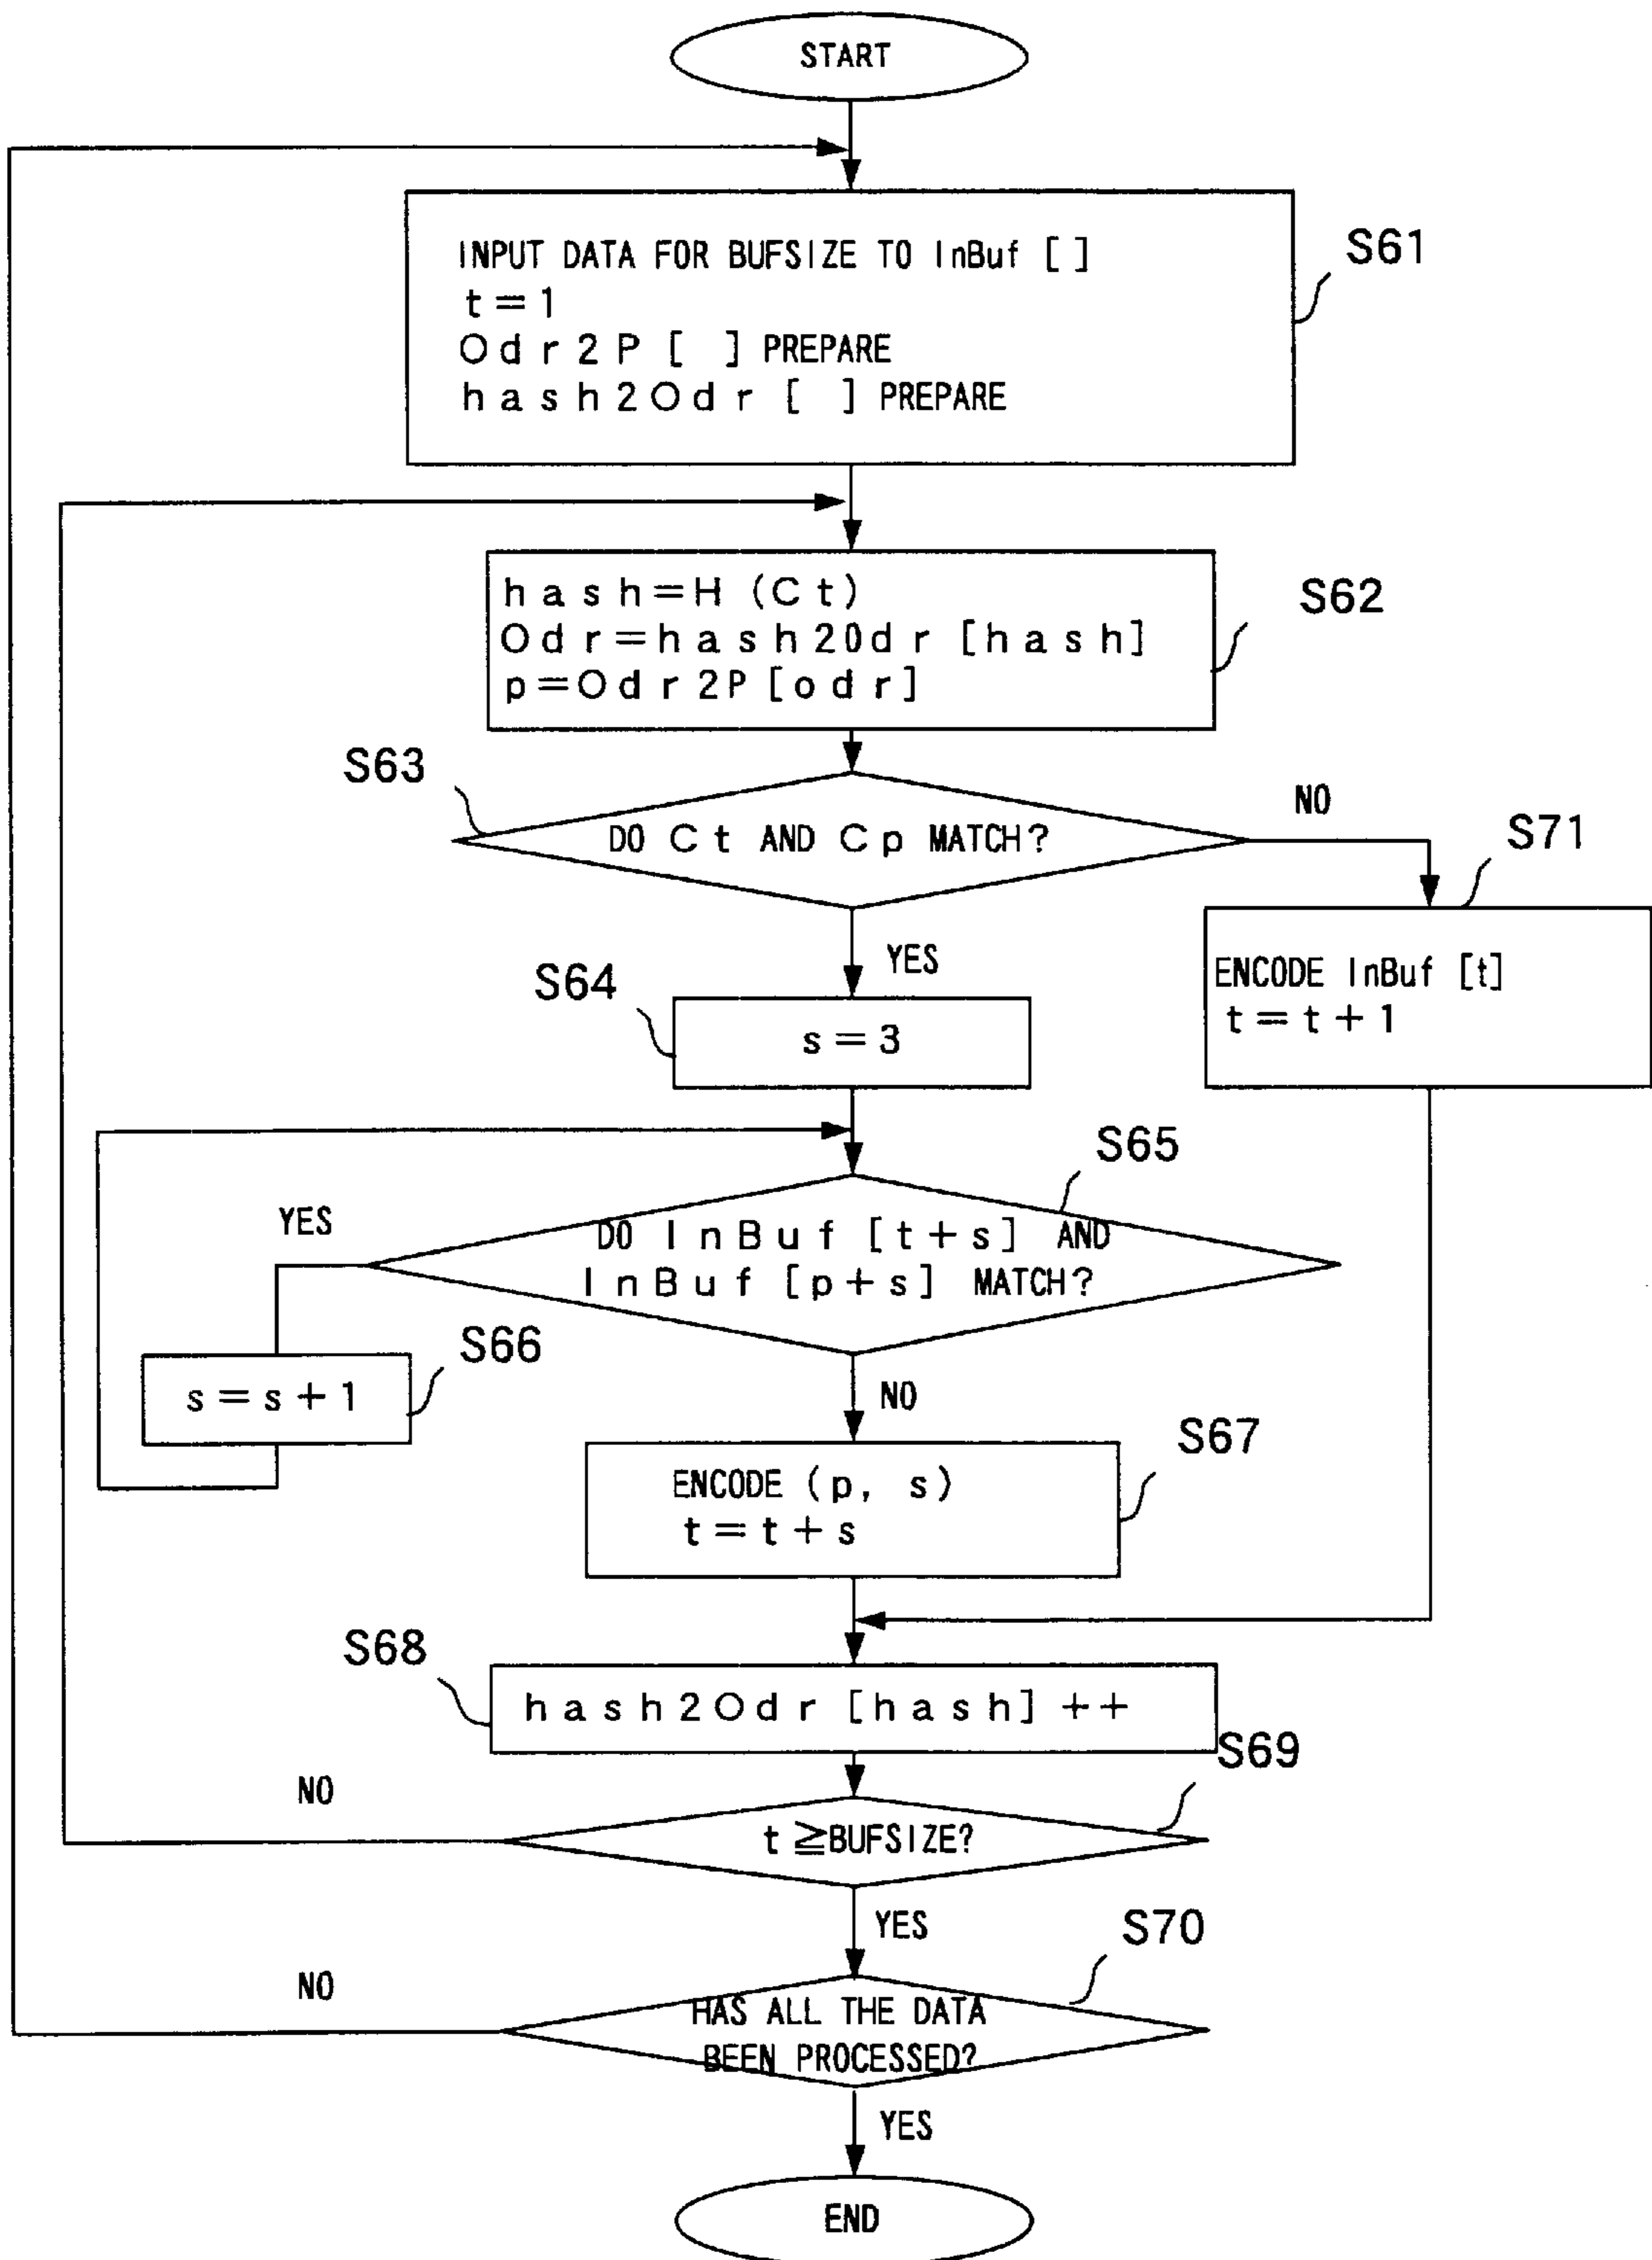 START
INPUT DATA FOR BUFSIZE TO InBuf [ ]
t=1
Odr2P [ ] PREPARE
hash2Odr [ ] PREPARE
S61
hash=H (Ct)
Odr=hash2Odr [hash]
p=Odr2P [odr]
S62
S63
DO Ct AND Cp MATCH?
NO
S71
ENCODE InBuf [t]
t=t+1
YES
S64
s=3
S65
YES
DO InBuf [t+s] AND
InBuf [p+s] MATCH?
S66
s=s+1
NO
S67
ENCODE (p, s)
t=t+s
S68
hash2Odr [hash] ++
S69
NO
t≧BUFSIZE?
YES
S70
NO
HAS ALL THE DATA
BEEN PROCESSED?
YES
END